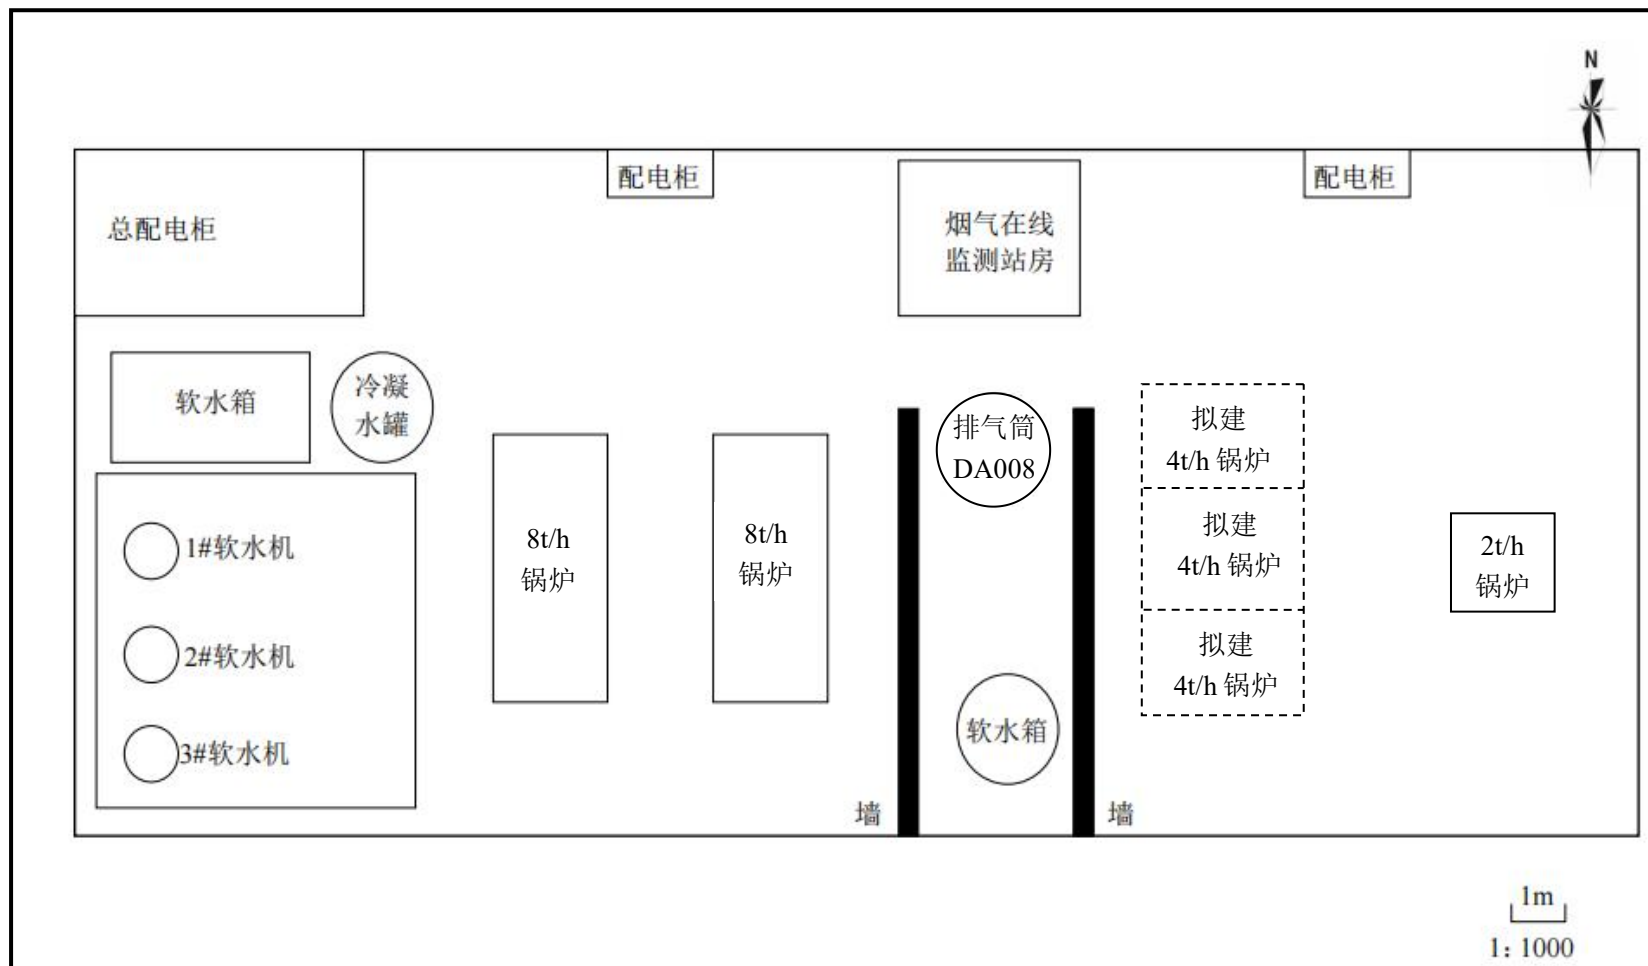 N
配电柜
配电柜
总配电柜
烟气在线
监测站房
软水箱
冷凝
水罐
排气筒
DA008
拟建
4t/h 锅炉
8t/h
锅炉
8t/h
锅炉
拟建
4t/h 锅炉
2t/h
锅炉
1#软水机
2#软水机
3#软水机
拟建
4t/h 锅炉
软水箱
墙
墙
1m
1: 1000